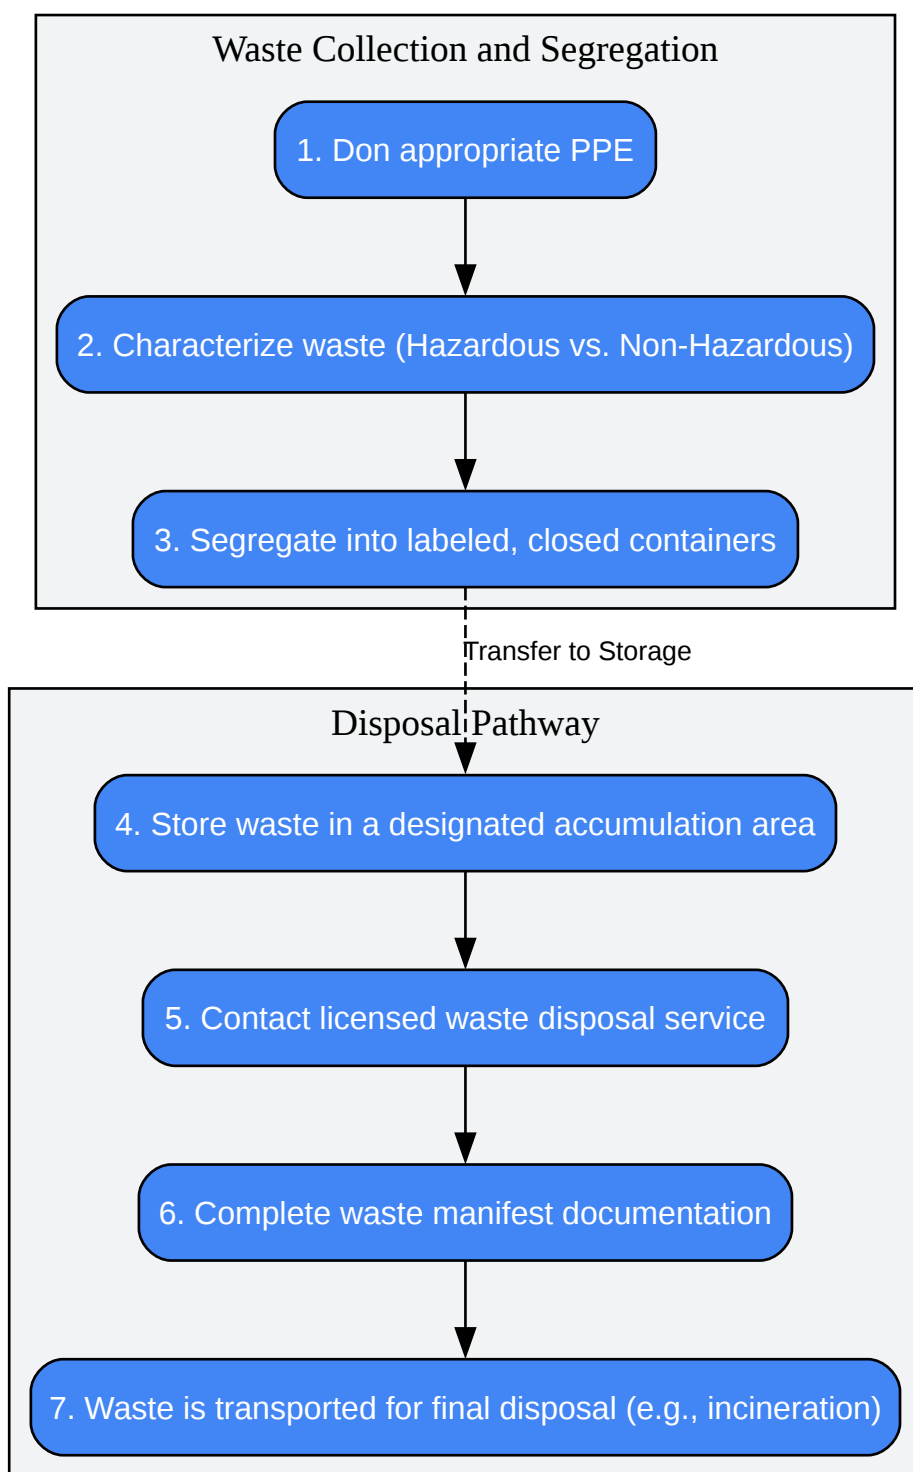 Waste Collection and Segregation
1. Don appropriate PPE
2. Characterize waste (Hazardous vs. Non-Hazardous)
3. Segregate into labeled, closed containers
Transfer to Storage
Disposal Pathway
4. Store waste in a designated accumulation area
5. Contact licensed waste disposal service
6. Complete waste manifest documentation
7. Waste is transported for final disposal (e.g., incineration)